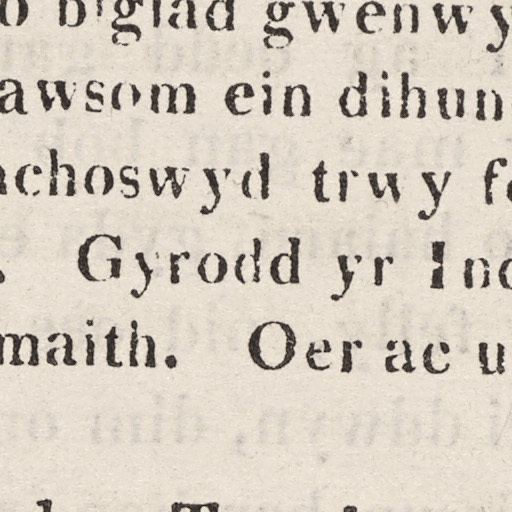 o bigiad gwenwy
awsom ein dihun
achoswyd trwy f
. Gyrodd yr Ind
maith. Oer ac u